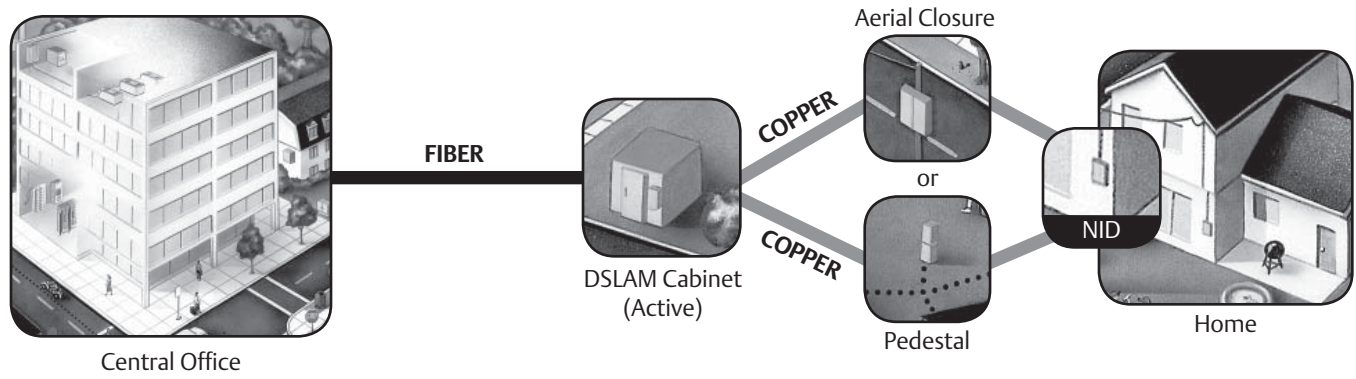 Central Office
FIBER
DSLAM Cabinet
(Active)
COPPER
COPPER
Aerial Closure
or
Pedestal
NID
Home